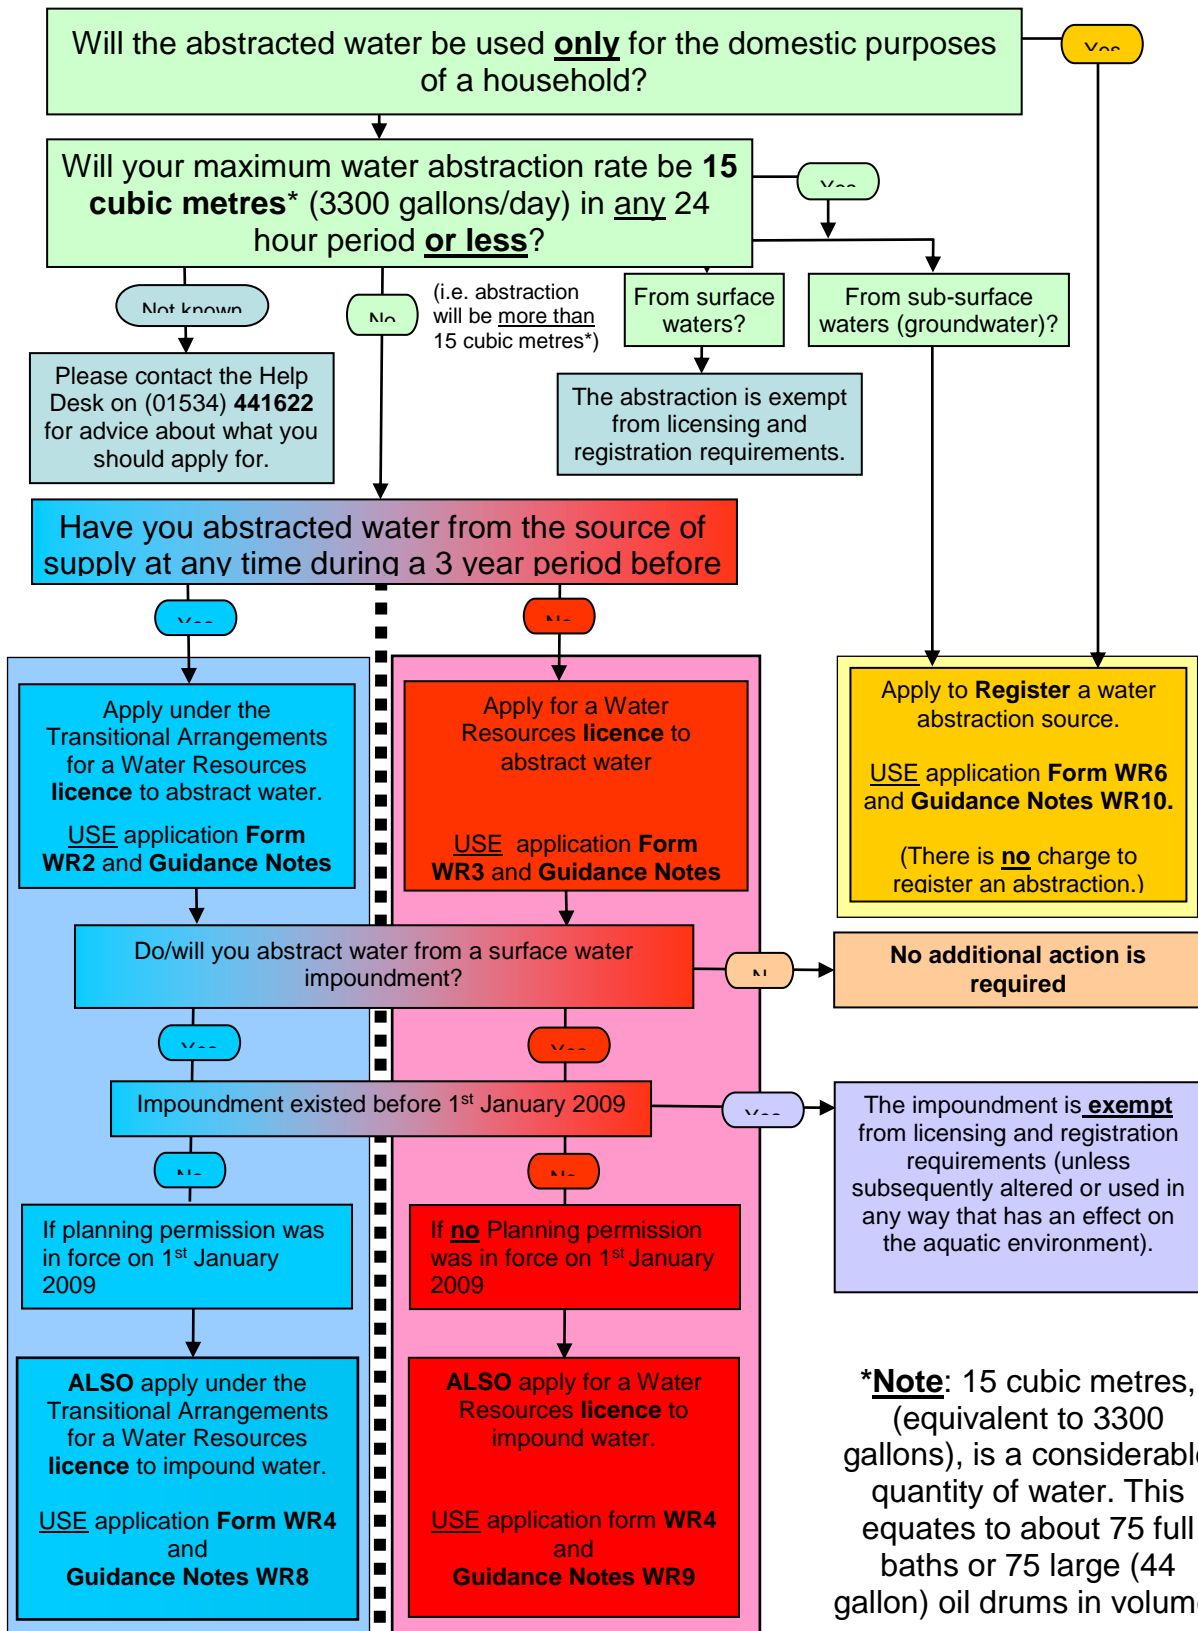 Will the abstracted water be used only for the domestic purposes
of a household?
Yes
Will your maximum water abstraction rate be 15
cubic metres* (3300 gallons/day) in any 24
hour period or less?
Yes
Not known
No
(i.e. abstraction
will be more than
15 cubic metres*)
From surface
waters?
From sub-surface
waters (groundwater)?
Please contact the Help
Desk on (01534) 441622
for advice about what you
should apply for.
The abstraction is exempt
from licensing and
registration requirements.
Have you abstracted water from the source of
supply at any time during a 3 year period before
Yes
No
Apply under the
Transitional Arrangements
for a Water Resources
licence to abstract water.
USE application Form
WR2 and Guidance Notes
Apply for a Water
Resources licence to
abstract water
USE application Form
WR3 and Guidance Notes
Apply to Register a water
abstraction source.
USE application Form WR6
and Guidance Notes WR10.
(There is no charge to
register an abstraction.)
Do/will you abstract water from a surface water
impoundment?
N
No additional action is
required
Yes
Yes
Impoundment existed before 1st January 2009
Yes
The impoundment is exempt
from licensing and registration
requirements (unless
subsequently altered or used in
any way that has an effect on
the aquatic environment).
No
No
If planning permission was
in force on 1st January
2009
If no Planning permission
was in force on 1st January
2009
ALSO apply under the
Transitional Arrangements
for a Water Resources
licence to impound water.
USE application Form WR4
and
Guidance Notes WR8
ALSO apply for a Water
Resources licence to
impound water.
USE application form WR4
and
Guidance Notes WR9
*Note: 15 cubic metres,
(equivalent to 3300
gallons), is a considerable
quantity of water. This
equates to about 75 full
baths or 75 large (44
gallon) oil drums in volume